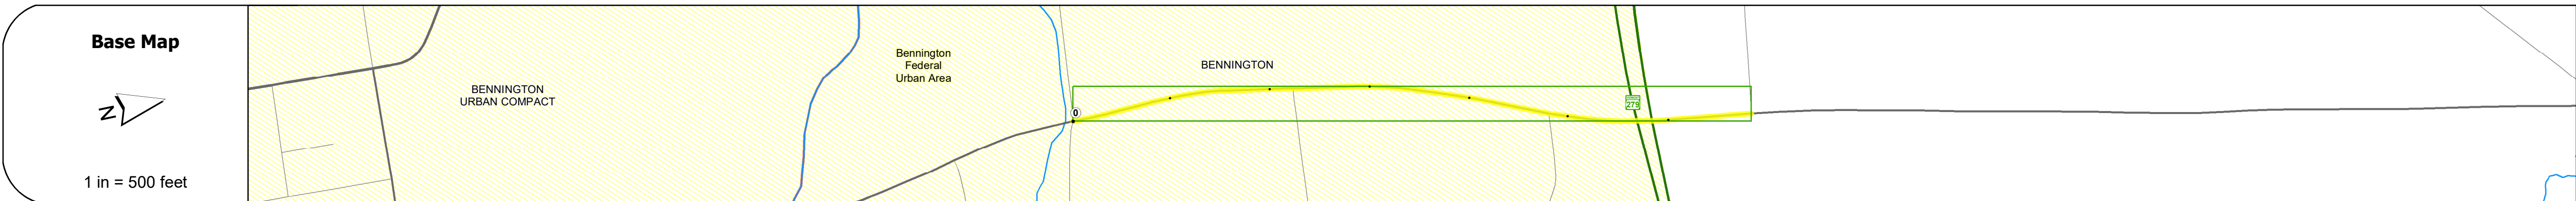 Base Map
N
1 in = 500 feet
BENNINGTON
URBAN COMPACT
Bennington
Federal
Urban Area
0
BENNINGTON
279